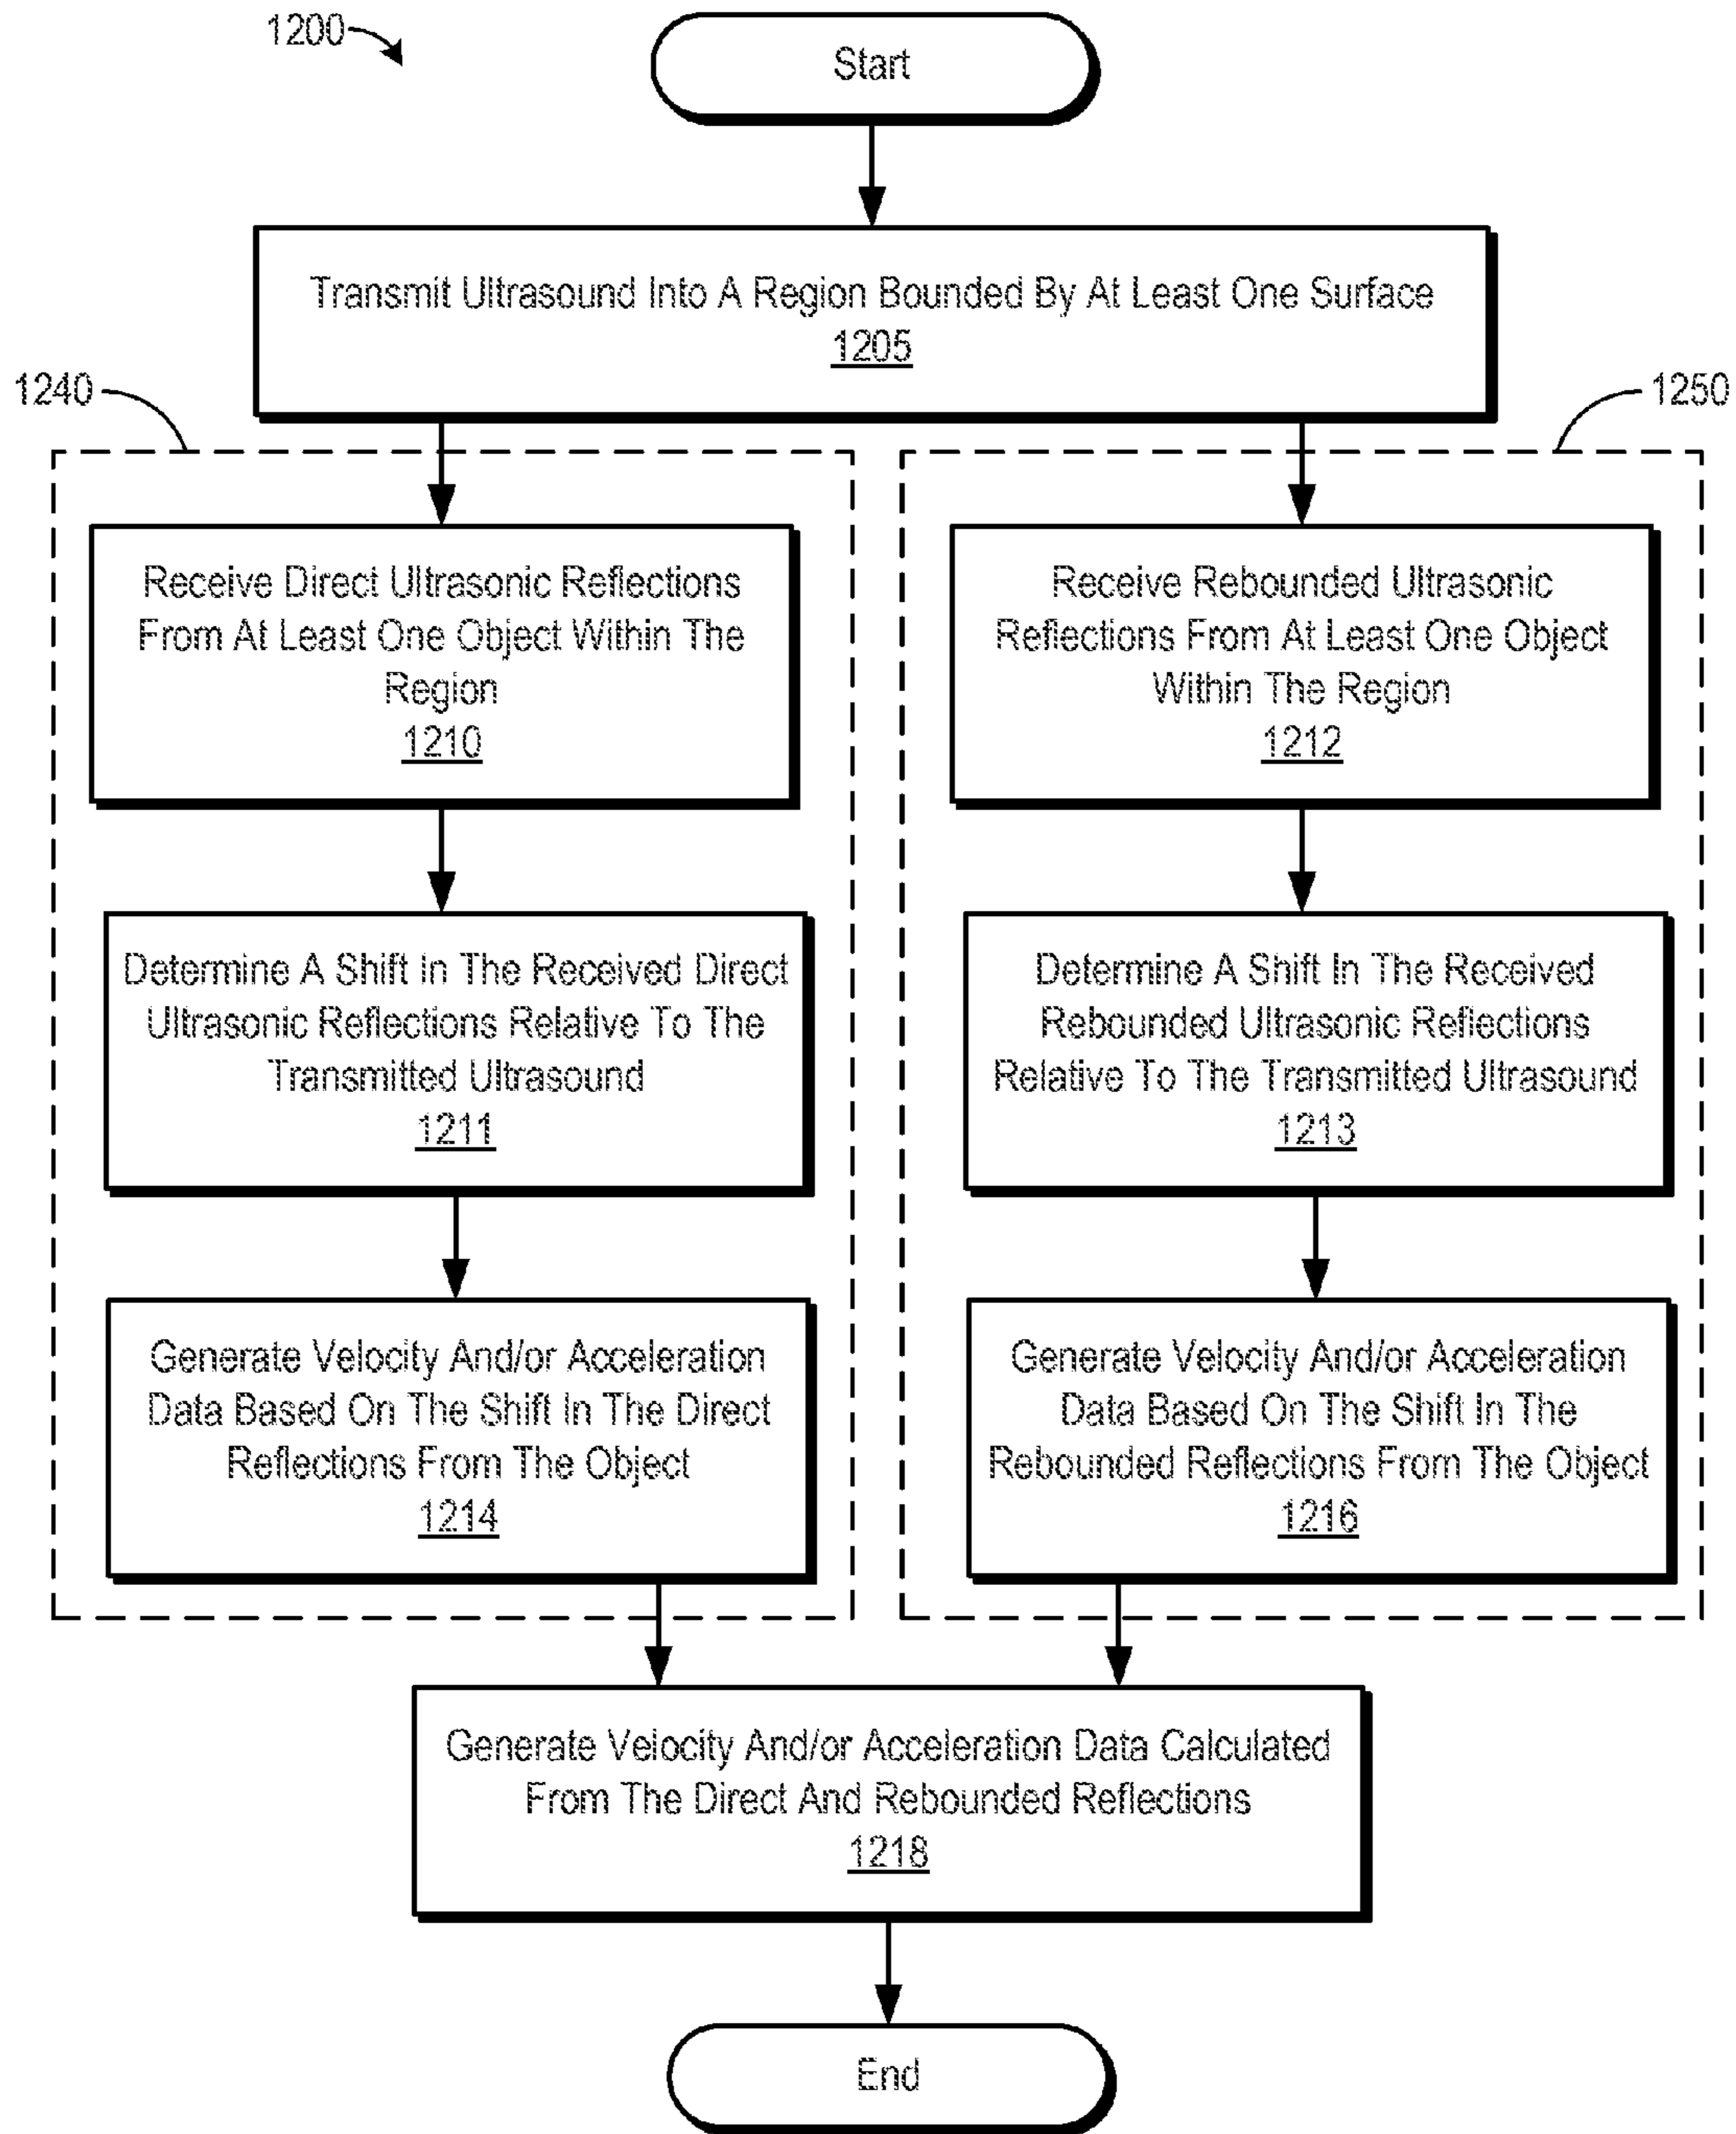 1200
Start
Transmit Ultrasound Into A Region Bounded By At Least One Surface
1205
1240
1250
Receive Direct Ultrasonic Reflections
From At Least One Object Within The
Region
1210
Receive Rebounded Ultrasonic
Reflections From At Least One Object
Within The Region
1212
Determine A Shift In The Received Direct
Ultrasonic Reflections Relative To The
Transmitted Ultrasound
1211
Determine A Shift In The Received
Rebounded Ultrasonic Reflections
Relative To The Transmitted Ultrasound
1213
Generate Velocity And/or Acceleration
Data Based On The Shift In The Direct
Reflections From The Object
1214
Generate Velocity And/or Acceleration
Data Based On The Shift In The
Rebounded Reflections From The Object
1216
Generate Velocity And/or Acceleration Data Calculated
From The Direct And Rebounded Reflections
1218
End